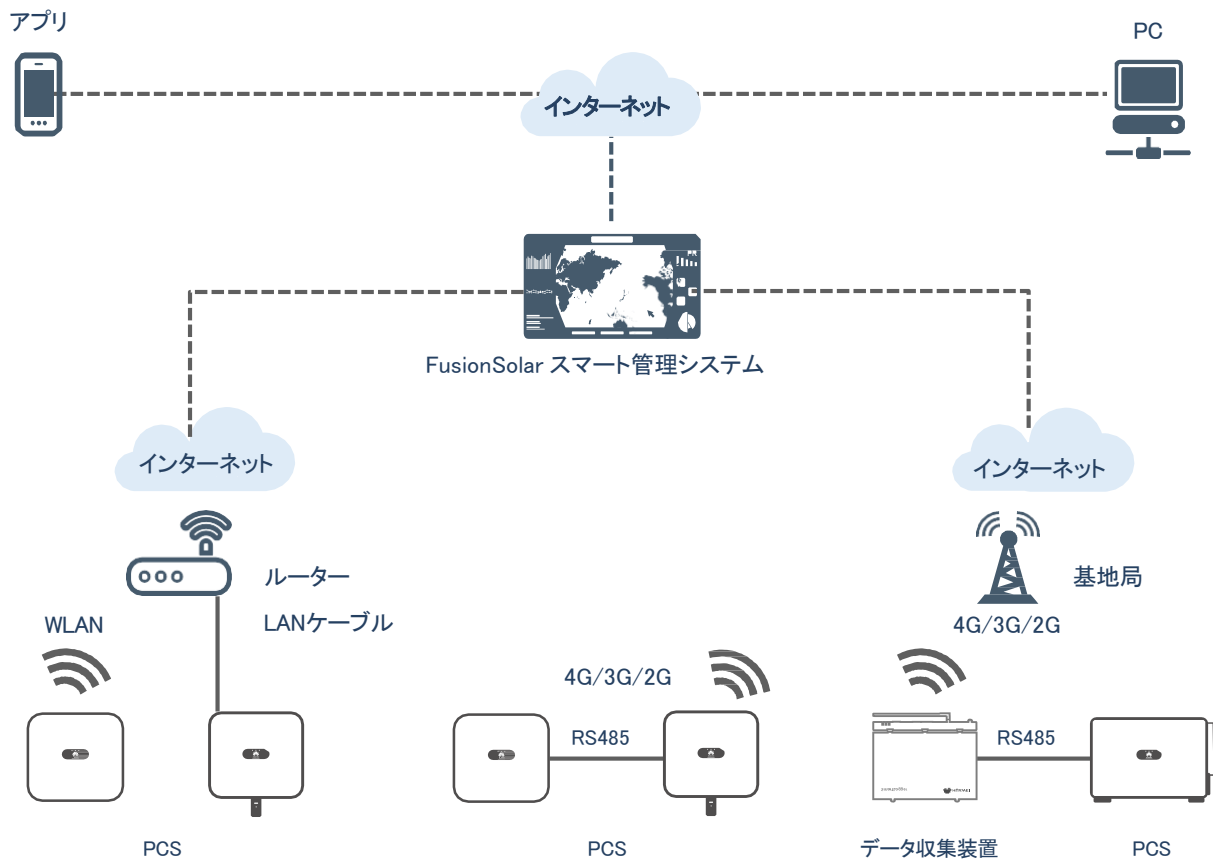 アプリ
PC
インターネット
FusionSolar スマート管理システム
インターネット
インターネット
ルーター
基地局
LANケーブル
WLAN
4G/3G/2G
4G/3G/2G
RS485
RS485
PCS
PCS
データ収集装置
PCS